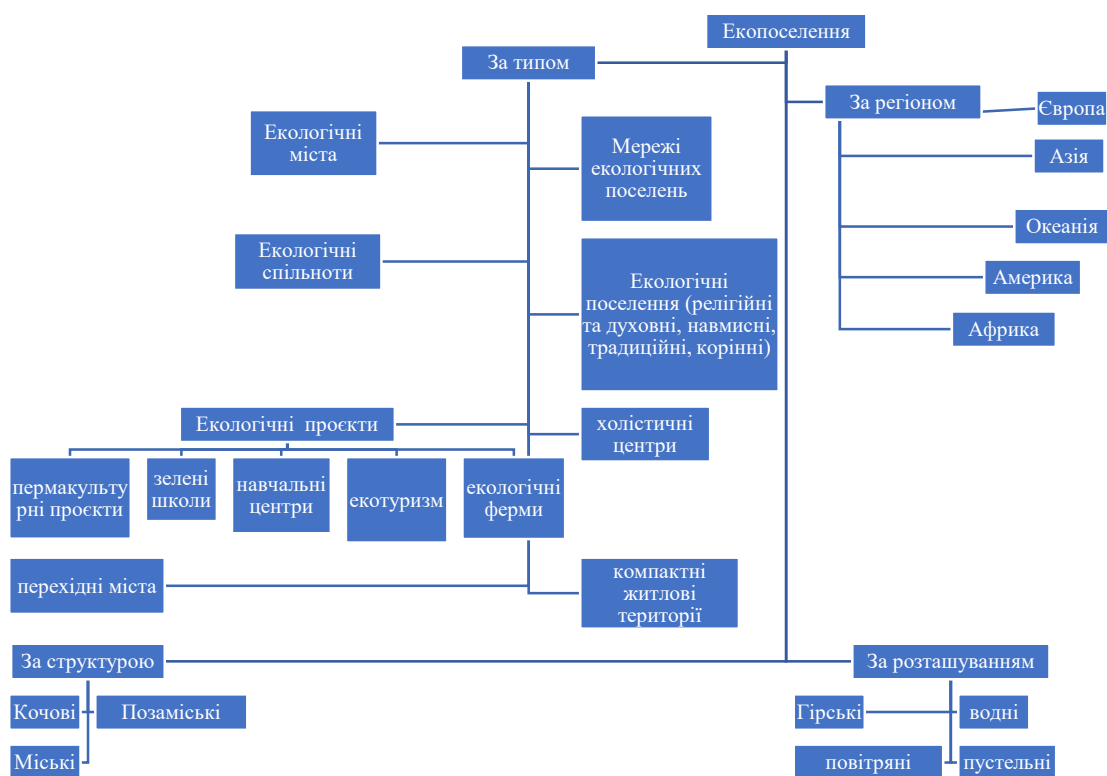 Екопоселення
За типом
За регіоном
Європа
Екологічні
міста
Мережі
екологічних
поселень
Азія
Екологічні
спільноти
Океанія
Екологічні
поселення (релігійні
та духовні, навмисні,
традиційні, корінні)
Америка
Африка
Екологічні проєкти
холістичні
центри
пермакульту
рні проєкти
зелені
школи
навчальні
центри
екотуризм
екологічні
ферми
перехідні міста
компактні
житлові
території
За структурою
За розташуванням
Кочові
Позаміські
Гірські
водні
Міські
повітряні
пустельні